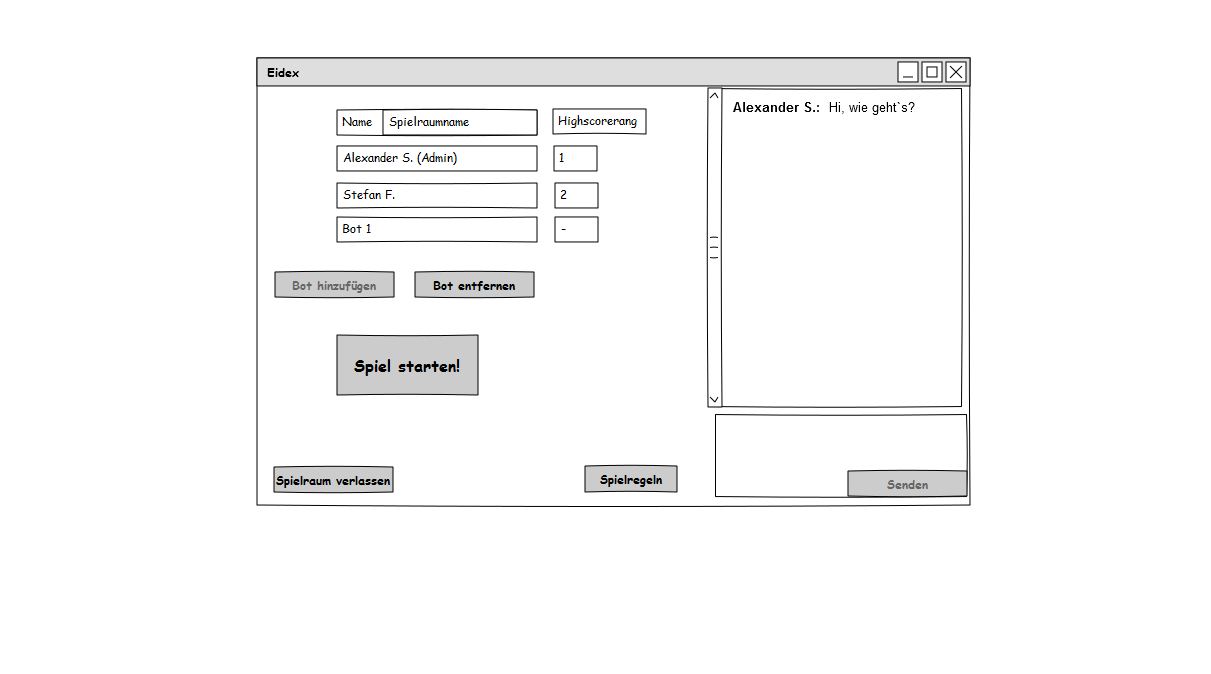 Eidex
Name Spielraumname Highscorerang
Alexander S. (Admin) 1
Stefan F. 2
Bot 1 -
Bot hinzufügen Bot entfernen
Spiel starten!
Spielraum verlassen Spielregeln
Alexander S.: Hi, wie geht`s?
Senden